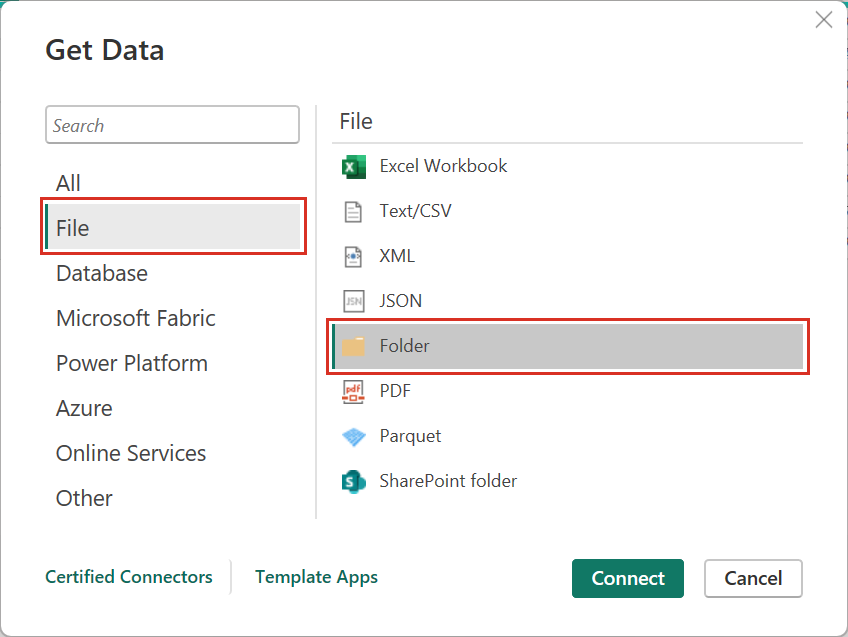 Get Data
Search
All
File
Database
Microsoft Fabric
Power Platform
Azure
Online Services
Other
File
Excel Workbook
Text/CSV
XML
JSON
Folder
PDF
Parquet
SharePoint folder
Certified Connectors
Template Apps
Connect
Cancel